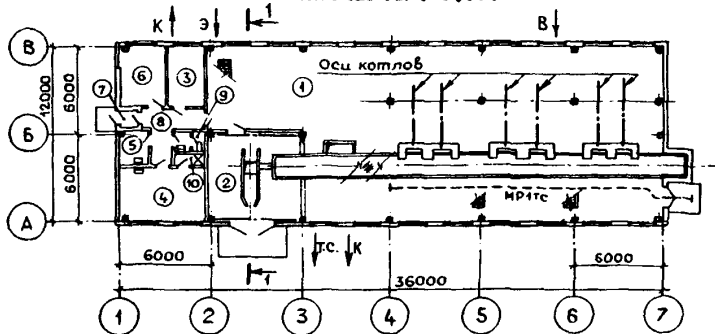 К Э 1 В
В
6 3 1 Оси котлов
7 9
12000 6000 8
Б
5
6000 10 2
4 МР1ТС
А
Т.С. К
6000 1 6000
36000
1 2 3 4 5 6 7